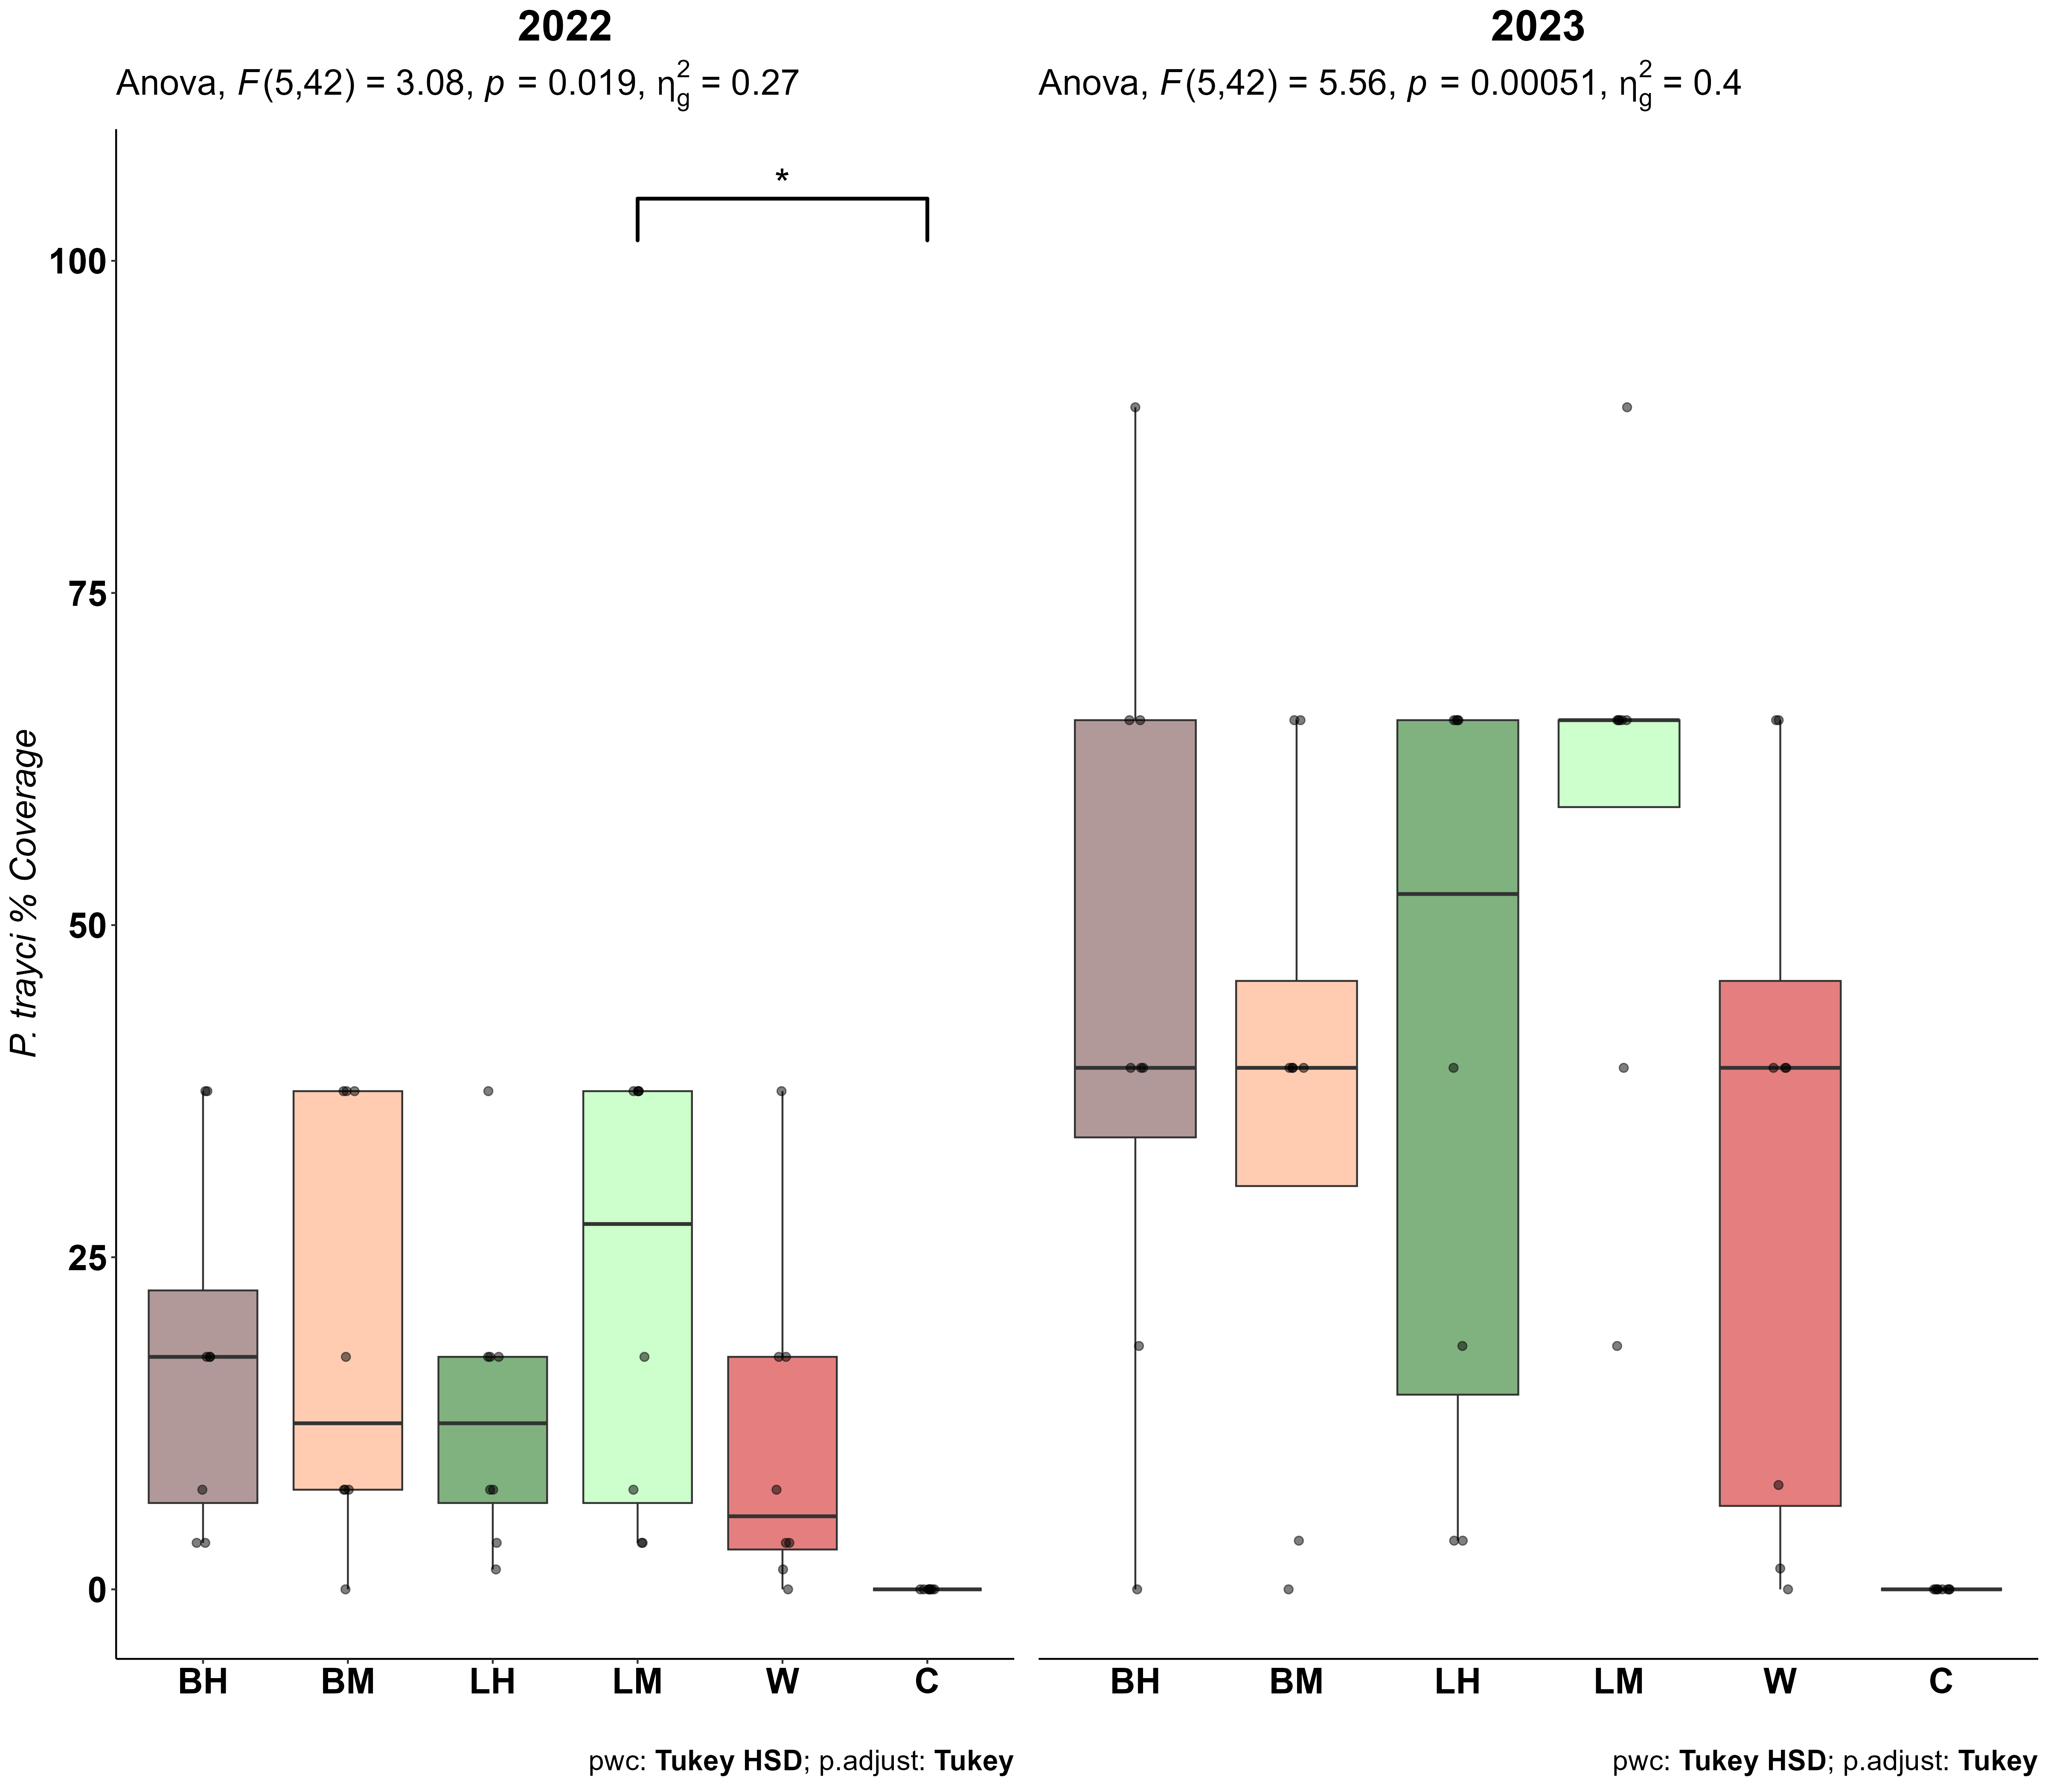 2022
Anova, F(5,42) = 3.08, p = 0.019, η²g = 0.27
*
P. trayci % Coverage
100
75
50
25
0
BH BM LH LM W C
pwc: Tukey HSD; p.adjust: Tukey
2023
Anova, F(5,42) = 5.56, p = 0.00051, η²g = 0.4
BH BM LH LM W C
pwc: Tukey HSD; p.adjust: Tukey